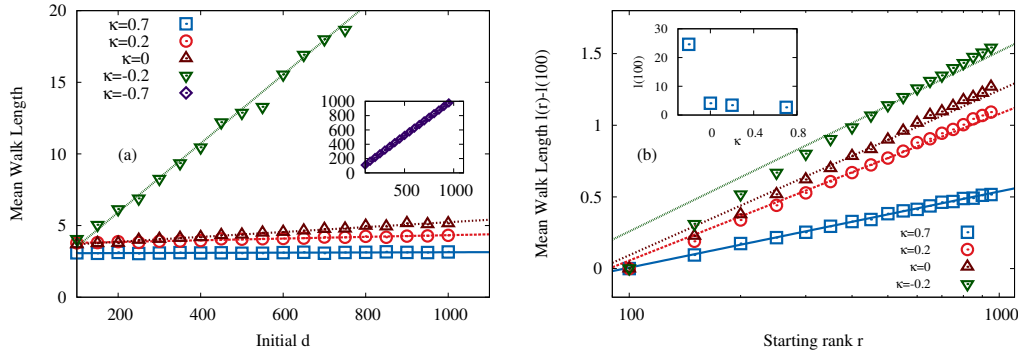 20
15
10
5
0
Mean Walk Length
200
400
600
800
1000
Initial d
κ=0.7
κ=0.2
κ=0
κ=-0.2
κ=-0.7
(a)
1000
800
600
400
200
500
1000
1.5
1
0.5
0
Mean Walk Length l(r)-l(100)
100
1000
Starting rank r
30
20
10
0
l(100)
0
0.4
0.8
κ
(b)
κ=0.7
κ=0.2
κ=0
κ=-0.2